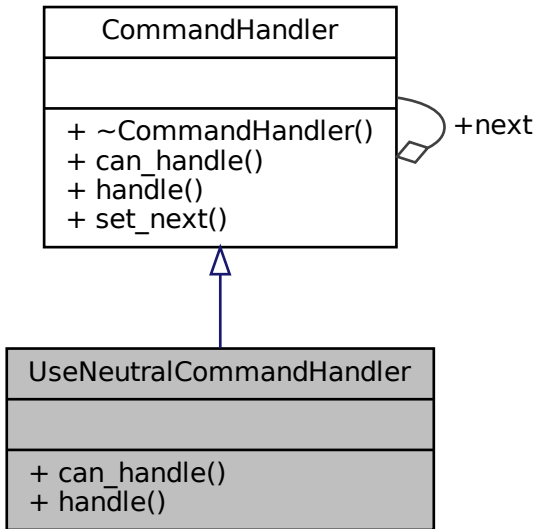 CommandHandler
+ ~CommandHandler()
+ can_handle()
+ handle()
+ set_next()
+next
UseNeutralCommandHandler
+ can_handle()
+ handle()